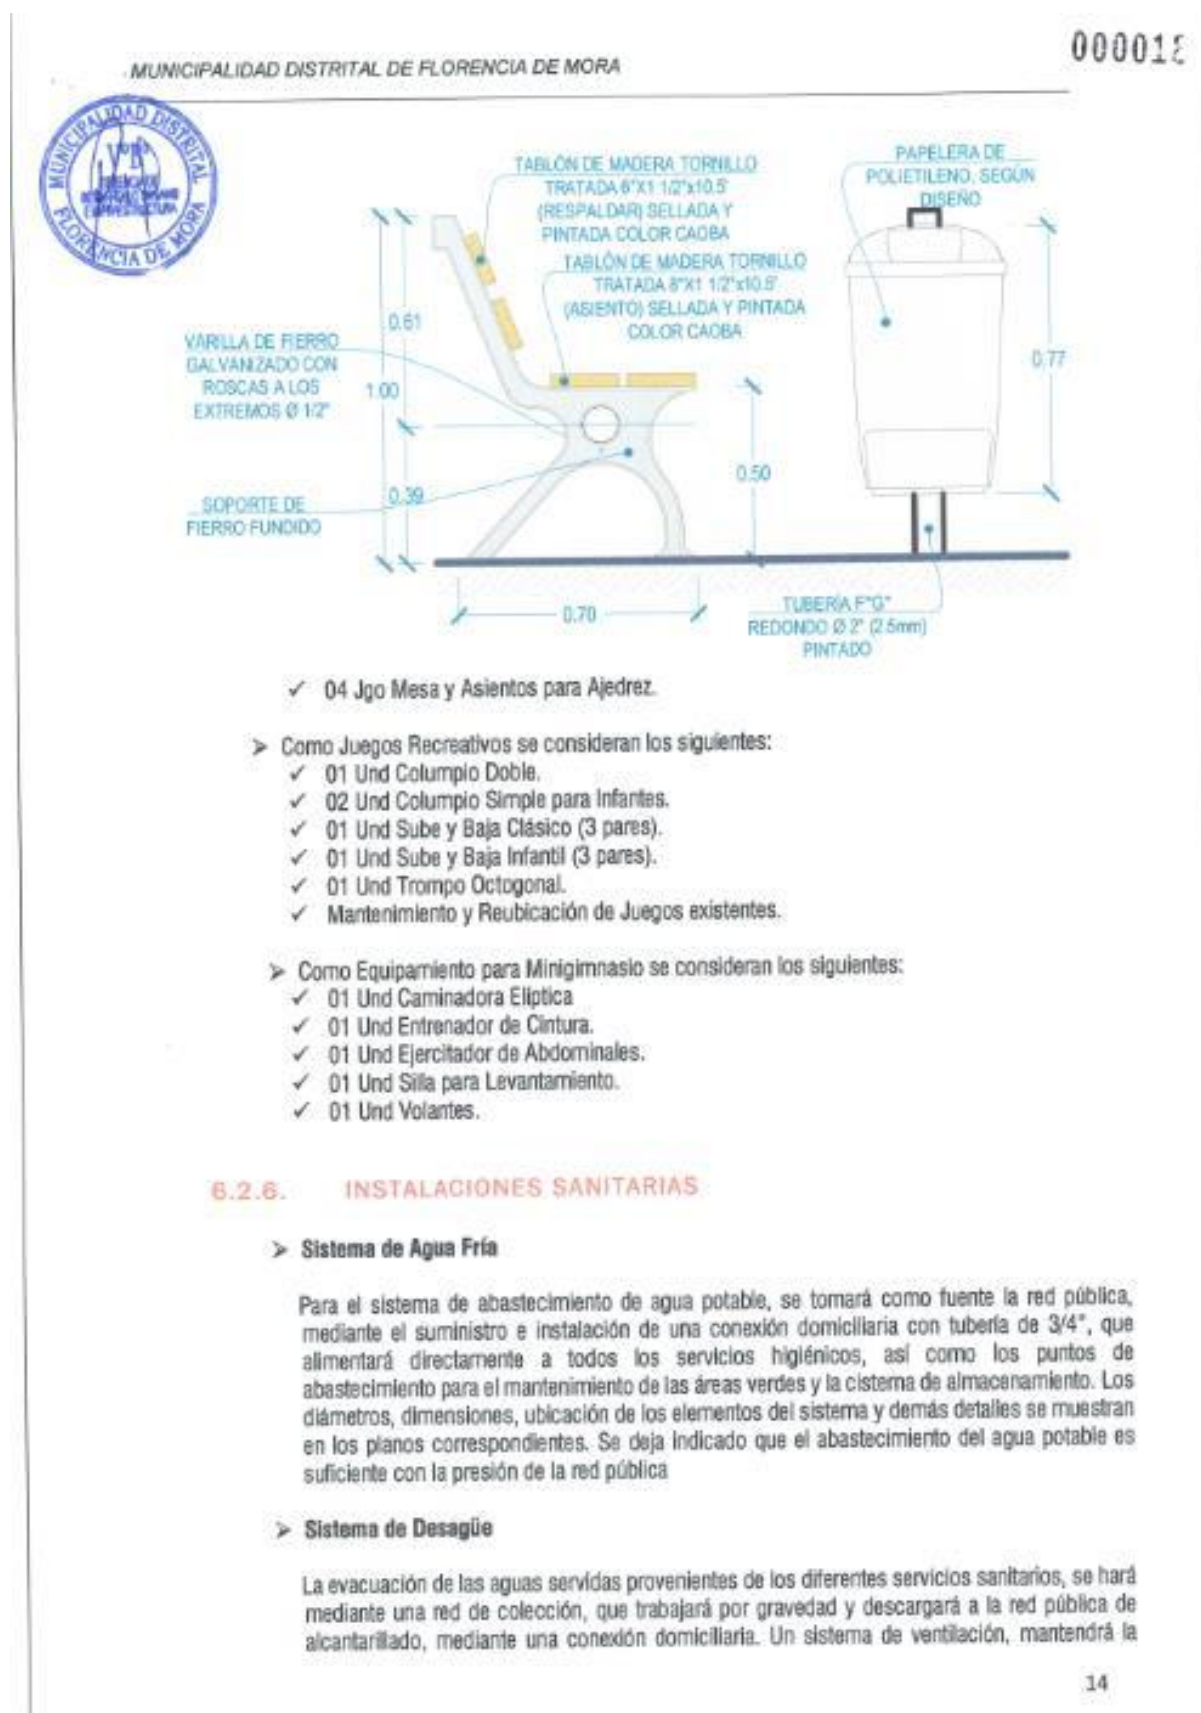 MUNICIPALIDAD DISTRITAL DE FLORENCIA DE MORA
MUNICIPALIDAD DISTRITAL
V°B°
FLORENCIA DE MORA
TABLÓN DE MADERA TORNILLO
TRATADA 6"X1 1/2"x10.5'
(RESPALDAR) SELLADA Y
PINTADA COLOR CAOBA
TABLÓN DE MADERA TORNILLO
TRATADA 8"X1 1/2"x10.5'
(ASIENTO) SELLADA Y PINTADA
COLOR CAOBA
PAPELERA DE
POLIETILENO, SEGÚN
DISEÑO
VARILLA DE FIERRO
GALVANIZADO CON
ROSCAS A LOS
EXTREMOS Ø 1/2"
0.61
1.00
0.39
0.77
0.50
SOPORTE DE
FIERRO FUNDIDO
0.70
TUBERÍA F°G°
REDONDO Ø 2" (2.5mm)
PINTADO
✓ 04 Jgo Mesa y Asientos para Ajedrez.
➢ Como Juegos Recreativos se consideran los siguientes:
✓ 01 Und Columpio Doble.
✓ 02 Und Columpio Simple para Infantes.
✓ 01 Und Sube y Baja Clásico (3 pares).
✓ 01 Und Sube y Baja Infantil (3 pares).
✓ 01 Und Trompo Octogonal.
✓ Mantenimiento y Reubicación de Juegos existentes.
➢ Como Equipamiento para Minigimnasio se consideran los siguientes:
✓ 01 Und Caminadora Elíptica
✓ 01 Und Entrenador de Cintura.
✓ 01 Und Ejercitador de Abdominales.
✓ 01 Und Silla para Levantamiento.
✓ 01 Und Volantes.
6.2.6. INSTALACIONES SANITARIAS
➢ Sistema de Agua Fría
Para el sistema de abastecimiento de agua potable, se tomará como fuente la red pública,
mediante el suministro e instalación de una conexión domiciliaria con tubería de 3/4", que
alimentará directamente a todos los servicios higiénicos, así como los puntos de
abastecimiento para el mantenimiento de las áreas verdes y la cisterna de almacenamiento. Los
diámetros, dimensiones, ubicación de los elementos del sistema y demás detalles se muestran
en los planos correspondientes. Se deja indicado que el abastecimiento del agua potable es
suficiente con la presión de la red pública
➢ Sistema de Desagüe
La evacuación de las aguas servidas provenientes de los diferentes servicios sanitarios, se hará
mediante una red de colección, que trabajará por gravedad y descargará a la red pública de
alcantarillado, mediante una conexión domiciliaria. Un sistema de ventilación, mantendrá la
14